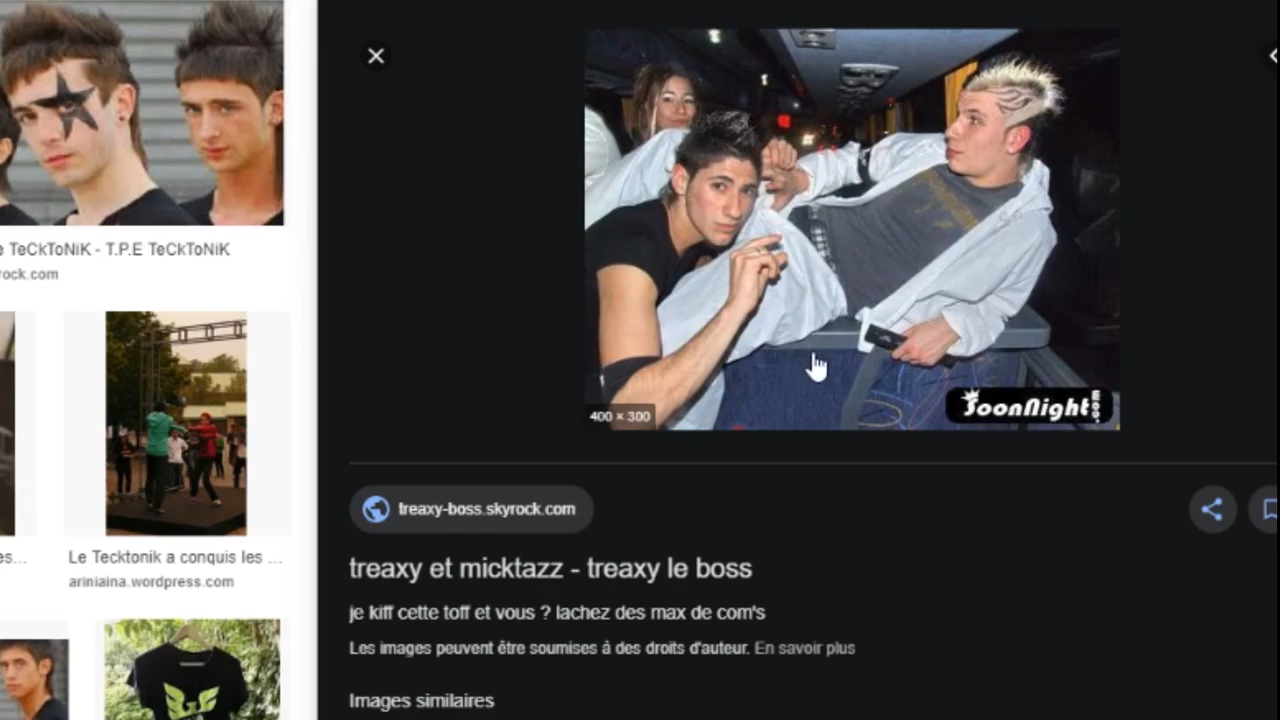 e TeCkToNiK - T.P.E TeCkToNiK
rock.com
es...
Le Tecktonik a conquis les ...
ariniaina.wordpress.com
400 × 300
SoonNight.com
treaxy-boss.skyrock.com
treaxy et micktazz - treaxy le boss
je kiff cette toff et vous ? lachez des max de com's
Les images peuvent être soumises à des droits d'auteur. En savoir plus
Images similaires